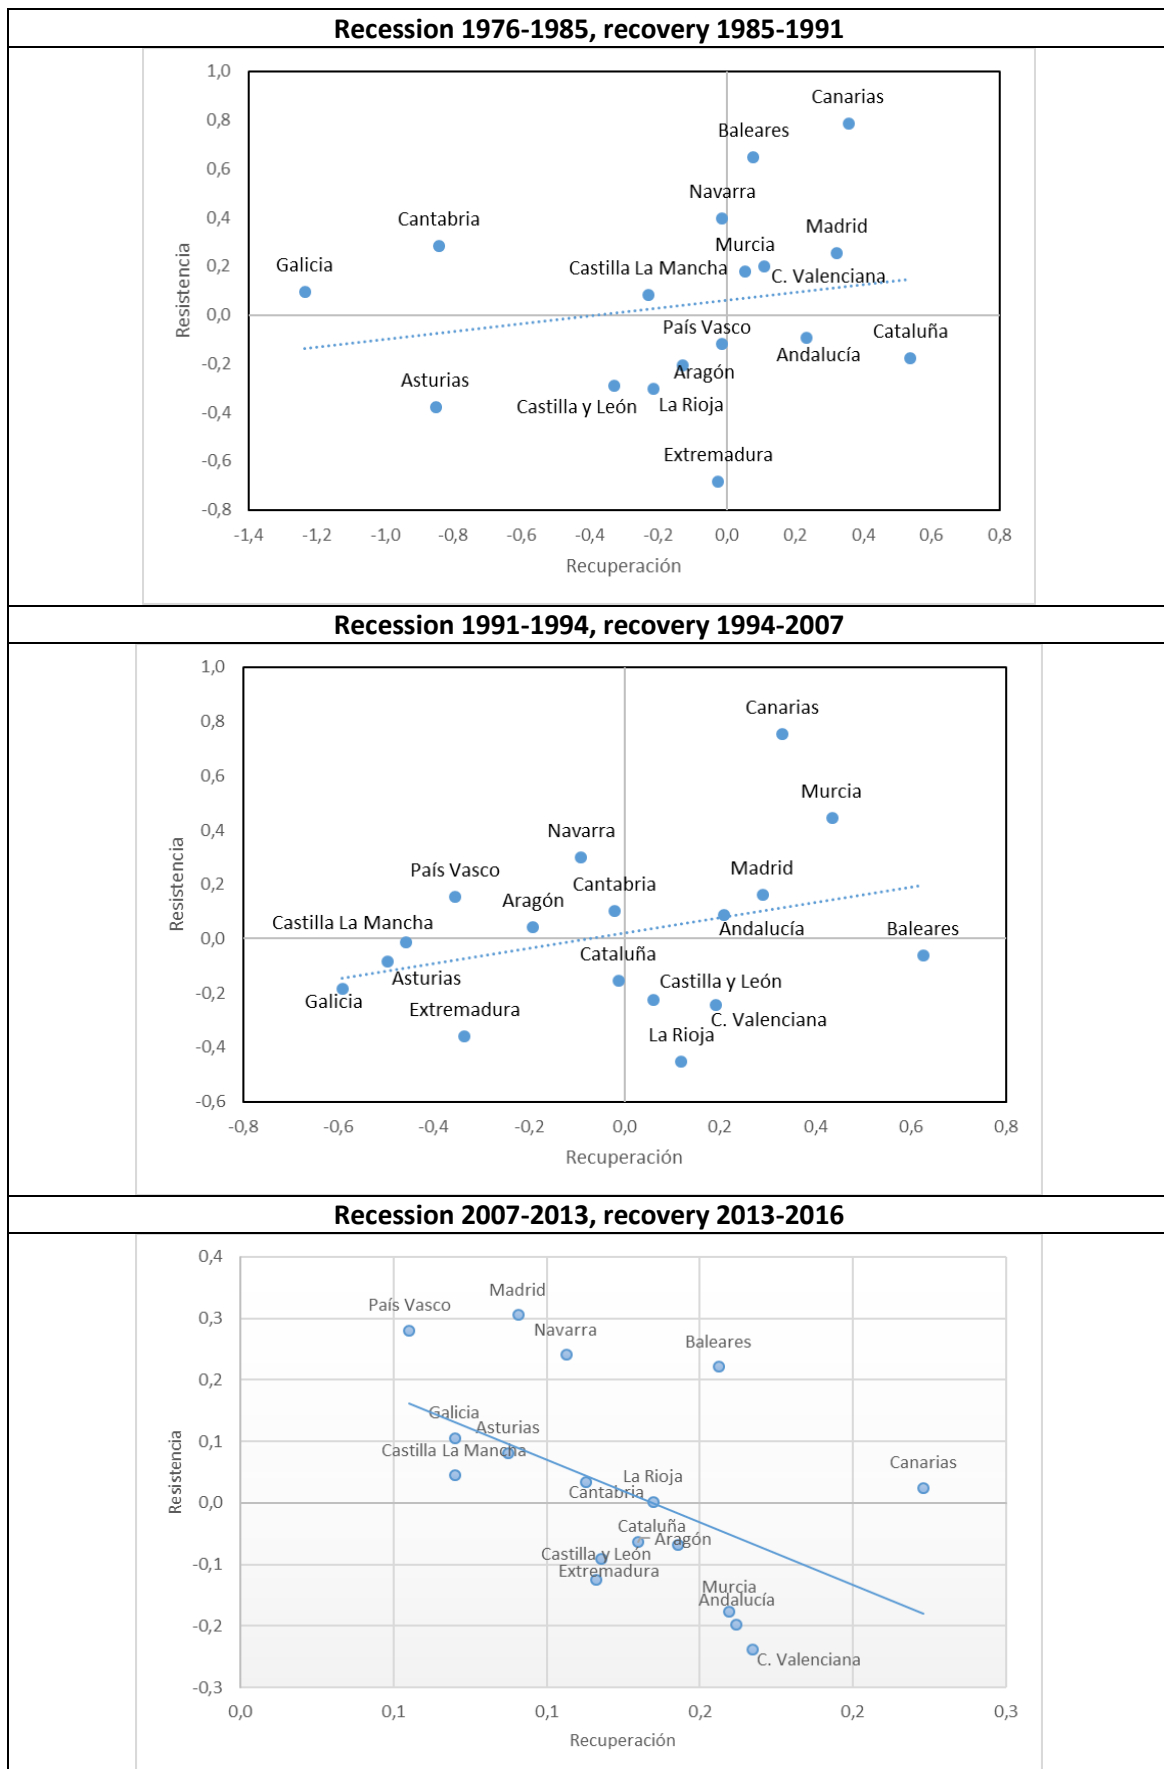 Recession 1976-1985, recovery 1985-1991
1,0
Canarias
0,8
Baleares
0,6
Navarra
0,4
Cantabria
Madrid
Murcia
0,2
Galicia
Castilla La Mancha
C. Valenciana
Resistencia
0,0
País Vasco
Cataluña
Andalucía
-0,2
Aragón
Asturias
Castilla y León
La Rioja
-0,4
Extremadura
-0,6
-0,8
-1,4 -1,2 -1,0 -0,8 -0,6 -0,4 -0,2 0,0 0,2 0,4 0,6 0,8
Recuperación
Recession 1991-1994, recovery 1994-2007
1,0
Canarias
0,8
0,6
Murcia
0,4
Navarra
País Vasco
Cantabria
Madrid
0,2
Aragón
Castilla La Mancha
Andalucía
Baleares
Resistencia
0,0
Cataluña
Asturias
Castilla y León
-0,2
Galicia
Extremadura
C. Valenciana
La Rioja
-0,4
-0,6
-0,8 -0,6 -0,4 -0,2 0,0 0,2 0,4 0,6 0,8
Recuperación
Recession 2007-2013, recovery 2013-2016
0,4
País Vasco
Madrid
0,3
Navarra
Baleares
0,2
Galicia
Asturias
0,1
Castilla La Mancha
La Rioja
Canarias
Resistencia
0,0
Cantabria
Cataluña
Aragón
-0,1
Castilla y León
Extremadura
Murcia
Andalucía
-0,2
C. Valenciana
-0,3
0,0 0,1 0,1 0,2 0,2 0,3
Recuperación